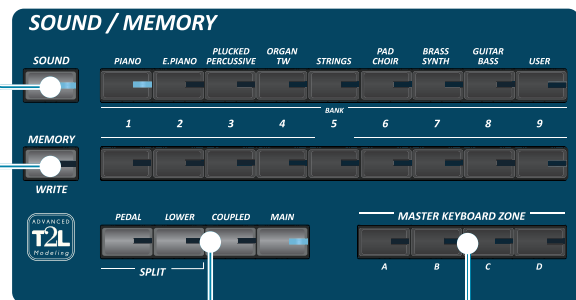 SOUND / MEMORY
SOUND
PIANO
E.PIANO
PLUCKED
PERCUSSIVE
ORGAN
TW
STRINGS
PAD
CHOIR
BRASS
SYNTH
GUITAR
BASS
USER
BANK
1 2 3 4 5 6 7 8 9
MEMORY
WRITE
ADVANCED
T2L
Modeling
PEDAL LOWER COUPLED MAIN
SPLIT
MASTER KEYBOARD ZONE
A B C D